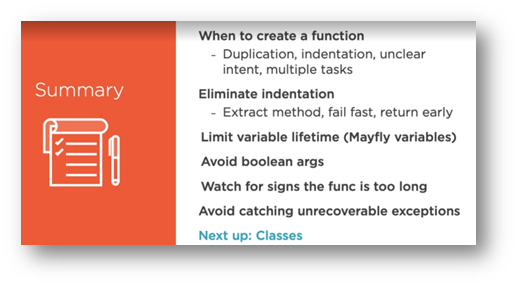 Summary
When to create a function
- Duplication, indentation, unclear
intent, multiple tasks
Eliminate indentation
- Extract method, fail fast, return early
Limit variable lifetime (Mayfly variables)
Avoid boolean args
Watch for signs the func is too long
Avoid catching unrecoverable exceptions
Next up: Classes